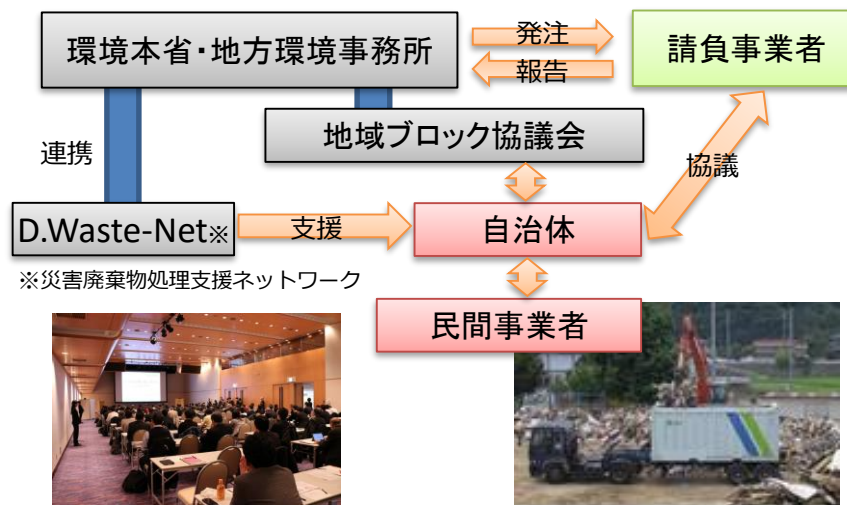 環境本省・地方環境事務所
発注
報告
請負事業者
地域ブロック協議会
連携
協議
D.Waste-Net※
支援
自治体
※災害廃棄物処理支援ネットワーク
民間事業者